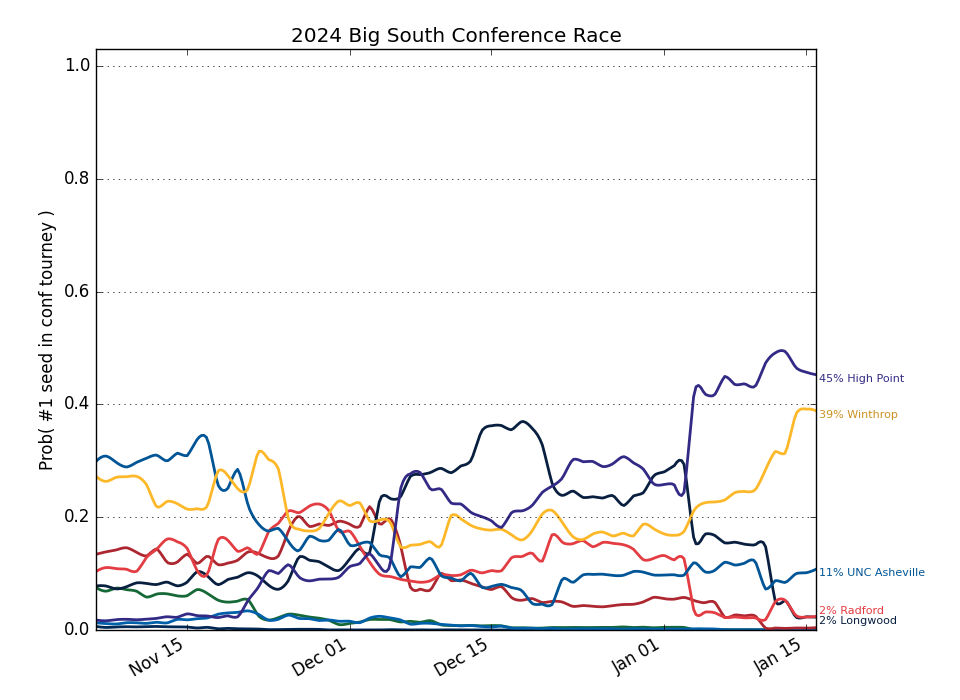 2024 Big South Conference Race
Prob( #1 seed in conf tourney )
1.0
0.8
0.6
0.4
0.2
0.0
Nov 15
Dec 01
Dec 15
Jan 01
Jan 15
45% High Point
39% Winthrop
10% UNC Asheville
2% Radford
2% Longwood